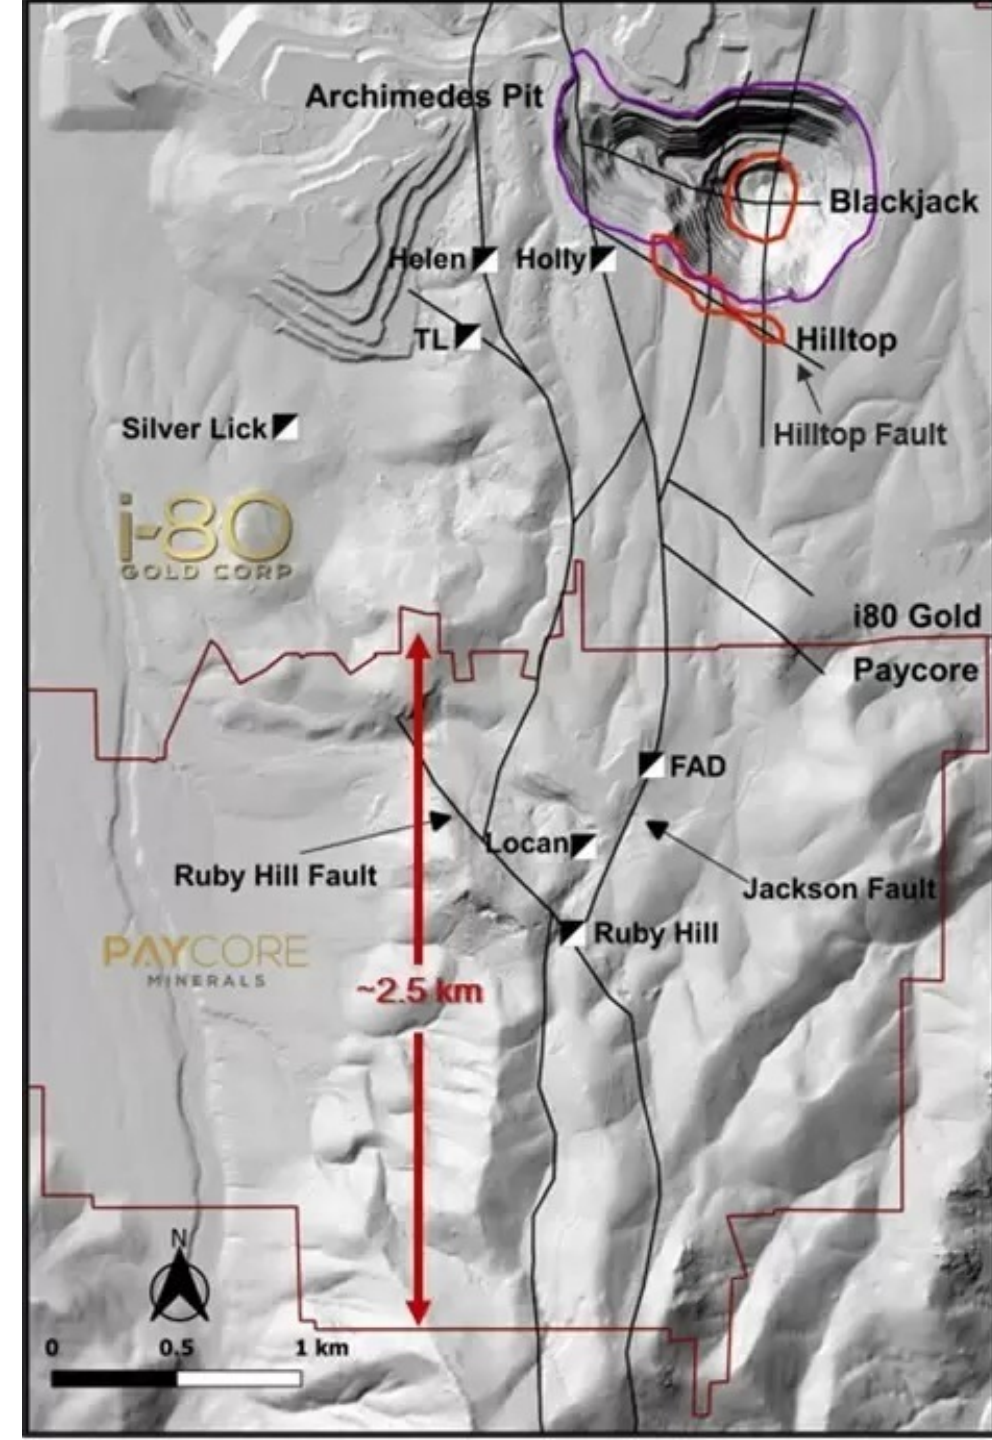 Archimedes Pit
Blackjack
Helen
Holly
TL
Hilltop
Silver Lick
Hilltop Fault
i-80
GOLD CORP
i80 Gold
Paycore
FAD
Locan
Ruby Hill Fault
Jackson Fault
Ruby Hill
PAYCORE
MINERALS
~2.5 km
N
0 0.5 1 km